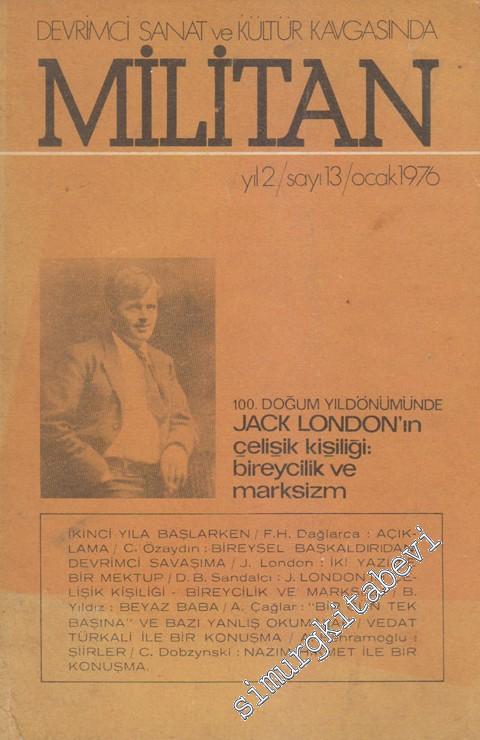 DEVRİMCİ SANAT ve KÜLTÜR KAVGASINDA
MİLİTAN
yıl 2/sayı 13/ocak 1976
100. DOĞUM YILDÖNÜMÜNDE
JACK LONDON'ın
çelişik kişiliği:
bireycilik ve
marksizm
İKİNCİ YILA BAŞLARKEN / F.H. Dağlarca : AÇIK-
LAMA / C. Özaydın : BİREYSEL BAŞKALDIRIDAN
DEVRİMCİ SAVAŞIMA / J. London : İKİ YAZI
BİR MEKTUP / D. B. Sandalcı : J. LONDON
LİŞİK KİŞİLİĞİ - BİREYCİLİK VE MARKSİZM / B.
Yıldız : BEYAZ BABA / A. Çağlar : "BİR TEK
BAŞINA" VE BAZI YANLIŞ OKUMALAR / VEDAT
TÜRKALİ İLE BİR KONUŞMA / A. Behramoğlu :
ŞİİRLER / C. Dobzynski : NAZIM HİKMET İLE BİR
KONUŞMA.
simurgkitabevi